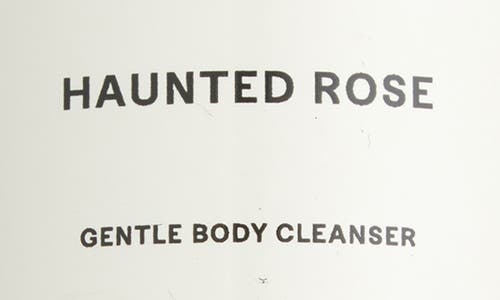 HAUNTED ROSE
GENTLE BODY CLEANSER